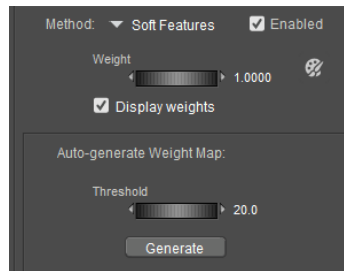 Method: Soft Features Enabled
Weight
1.0000
Display weights
Auto-generate Weight Map:
Threshold
20.0
Generate